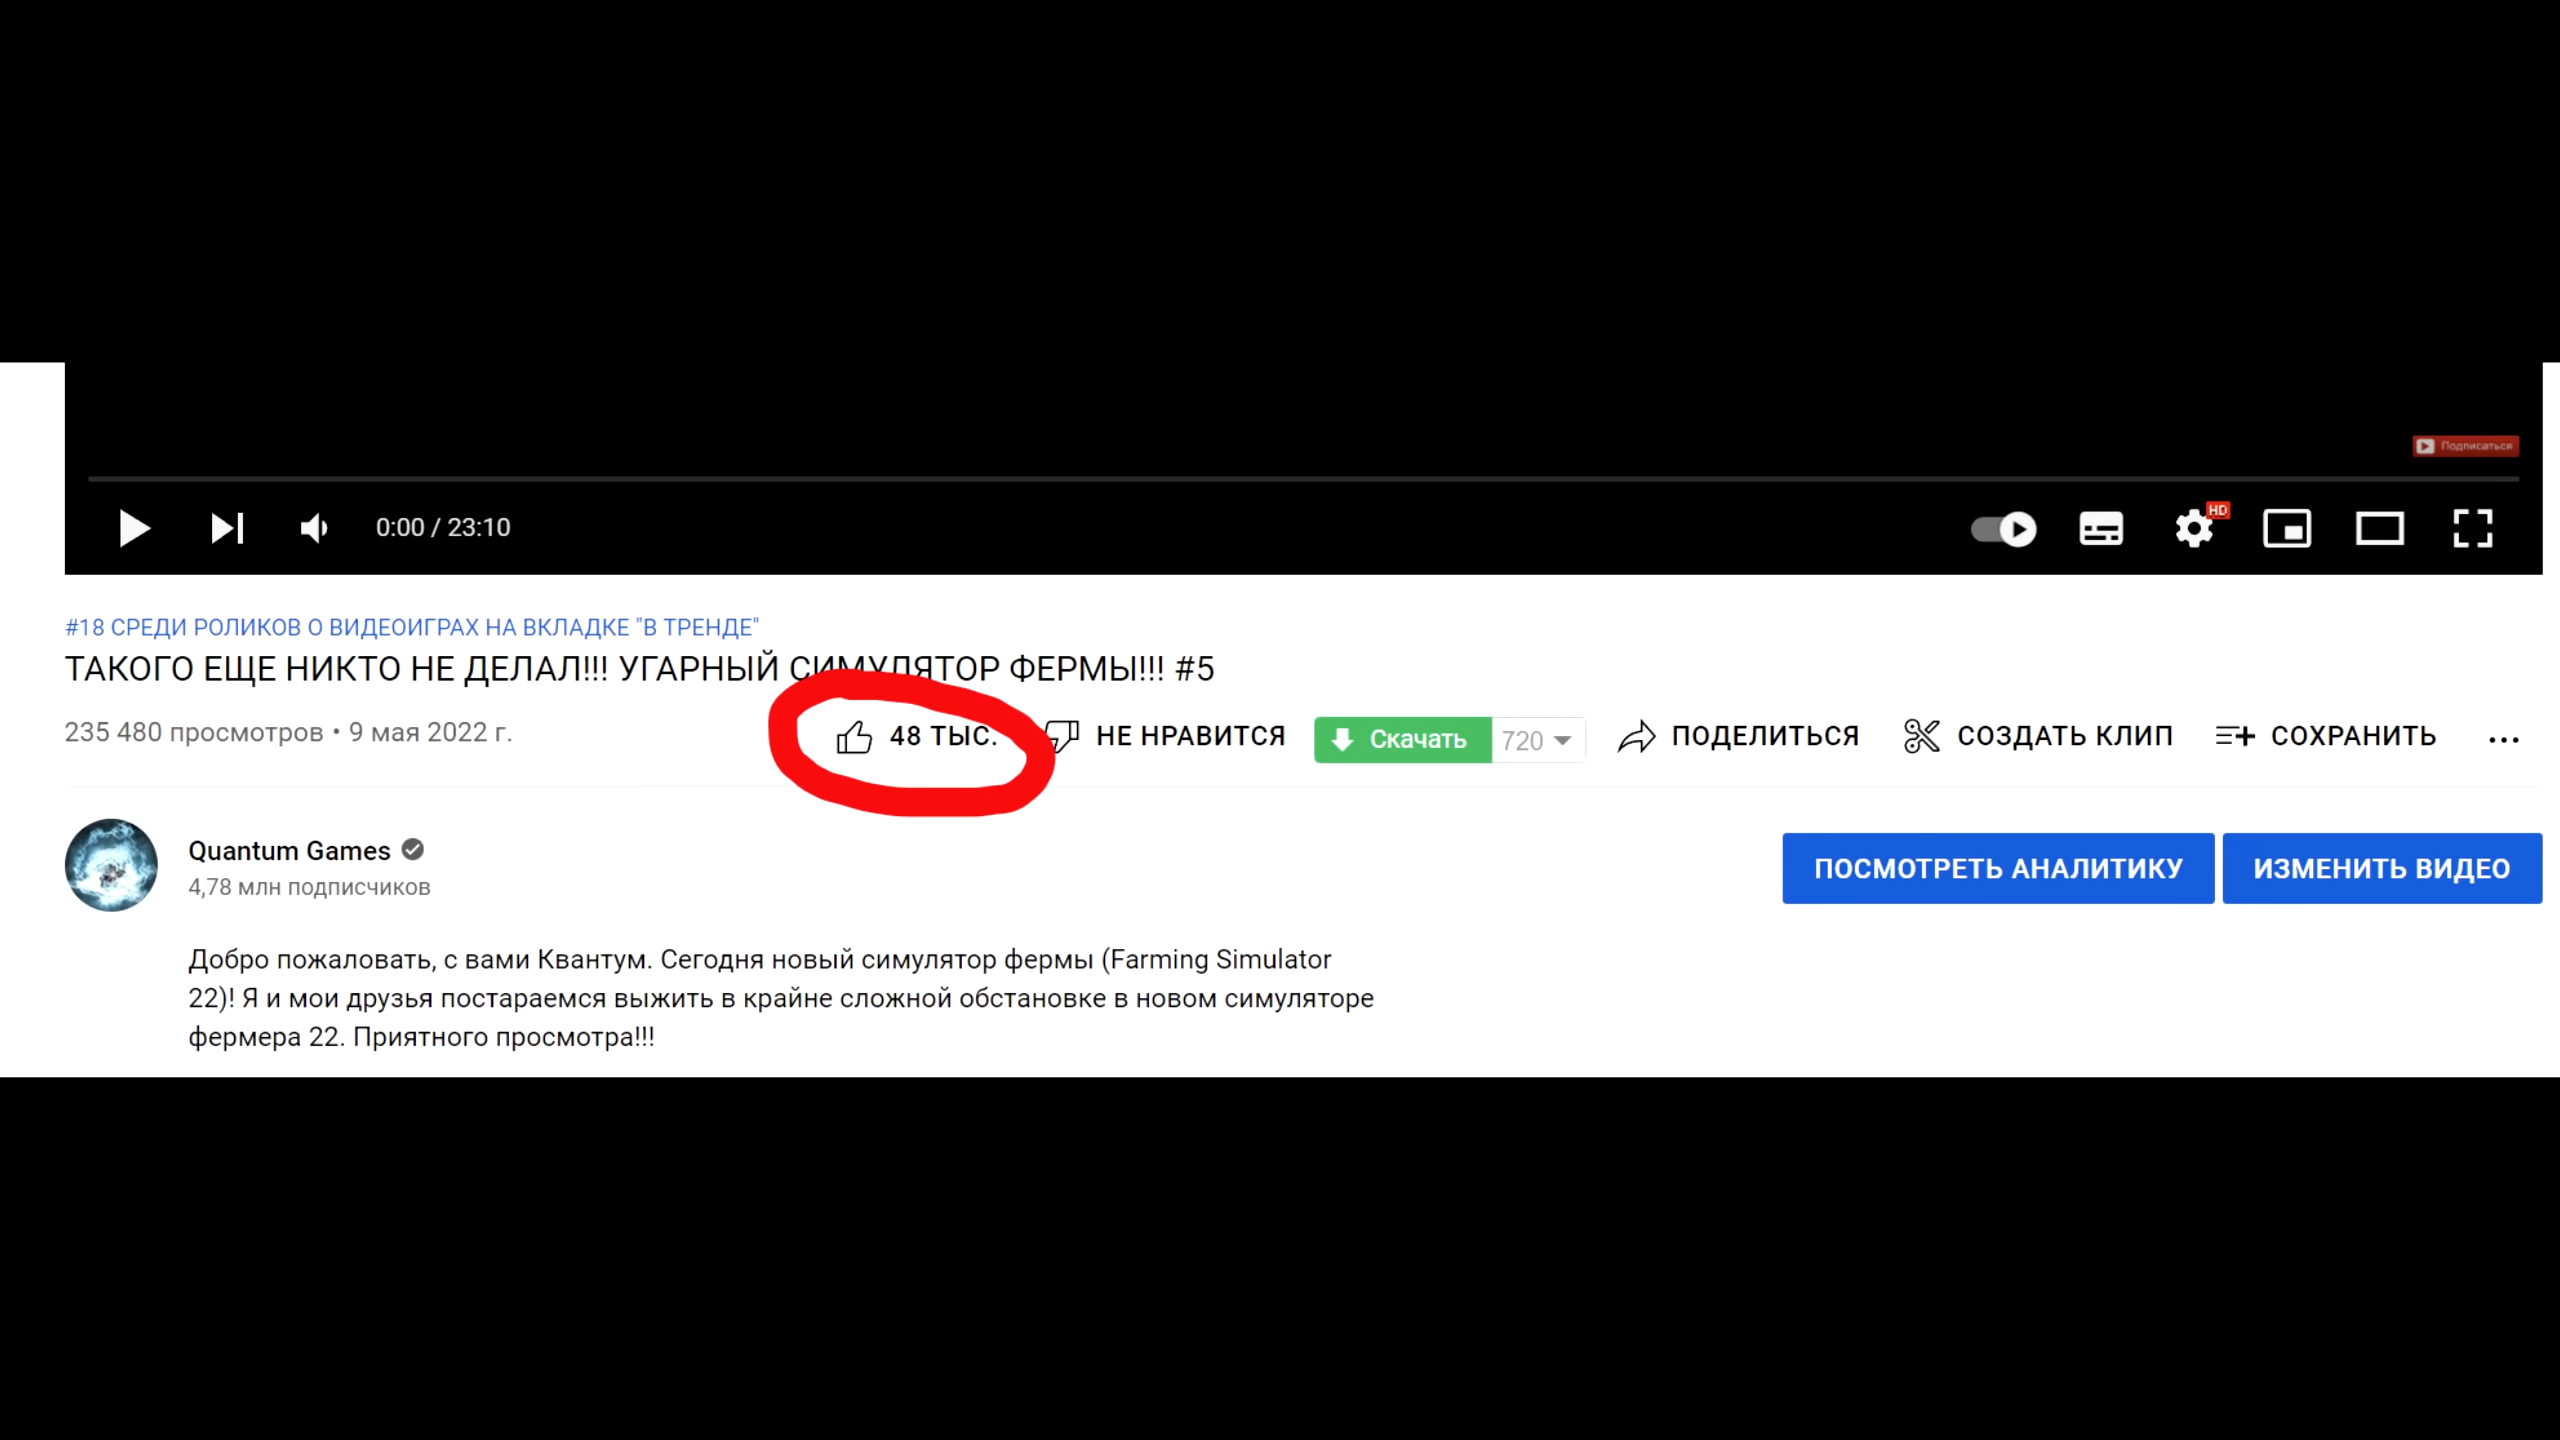 Подписаться
0:00 / 23:10
HD
#18 СРЕДИ РОЛИКОВ О ВИДЕОИГРАХ НА ВКЛАДКЕ "В ТРЕНДЕ"
ТАКОГО ЕЩЕ НИКТО НЕ ДЕЛАЛ!!! УГАРНЫЙ СИМУЛЯТОР ФЕРМЫ!!! #5
235 480 просмотров • 9 мая 2022 г. 48 ТЫС. НЕ НРАВИТСЯ Скачать 720 ПОДЕЛИТЬСЯ СОЗДАТЬ КЛИП СОХРАНИТЬ ...
Quantum Games
4,78 млн подписчиков
ПОСМОТРЕТЬ АНАЛИТИКУ ИЗМЕНИТЬ ВИДЕО
Добро пожаловать, с вами Квантум. Сегодня новый симулятор фермы (Farming Simulator
22)! Я и мои друзья постараемся выжить в крайне сложной обстановке в новом симуляторе
фермера 22. Приятного просмотра!!!